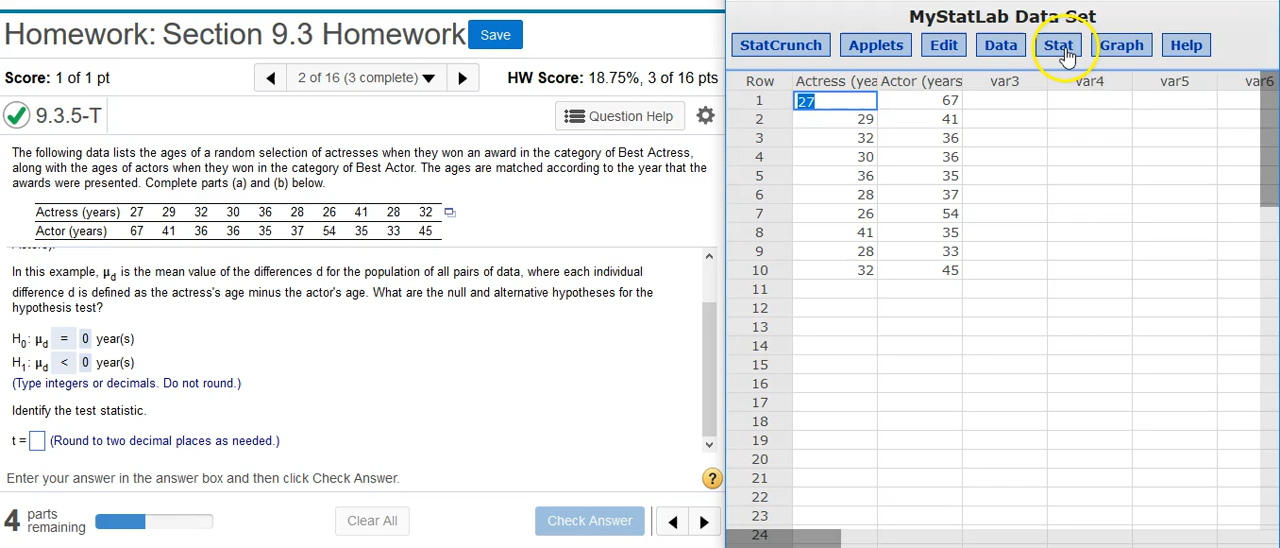 Homework: Section 9.3 Homework Save
Score: 1 of 1 pt 2 of 16 (3 complete) HW Score: 18.75%, 3 of 16 pts
9.3.5-T Question Help
The following data lists the ages of a random selection of actresses when they won an award in the category of Best Actress,
along with the ages of actors when they won in the category of Best Actor. The ages are matched according to the year that the
awards were presented. Complete parts (a) and (b) below.
Actress (years) 27 29 32 30 36 28 26 41 28 32
Actor (years) 67 41 36 36 35 37 54 35 33 45
In this example, μd is the mean value of the differences d for the population of all pairs of data, where each individual
difference d is defined as the actress's age minus the actor's age. What are the null and alternative hypotheses for the
hypothesis test?
H0: μd = 0 year(s)
H1: μd < 0 year(s)
(Type integers or decimals. Do not round.)
Identify the test statistic.
t = (Round to two decimal places as needed.)
Enter your answer in the answer box and then click Check Answer.
?
4 parts
remaining
Clear All Check Answer
MyStatLab Data Set
StatCrunch Applets Edit Data Stat Graph Help
Row Actress (yea Actor (years var3 var4 var5 var6
1 27 67
2 29 41
3 32 36
4 30 36
5 36 35
6 28 37
7 26 54
8 41 35
9 28 33
10 32 45
11
12
13
14
15
16
17
18
19
20
21
22
23
24